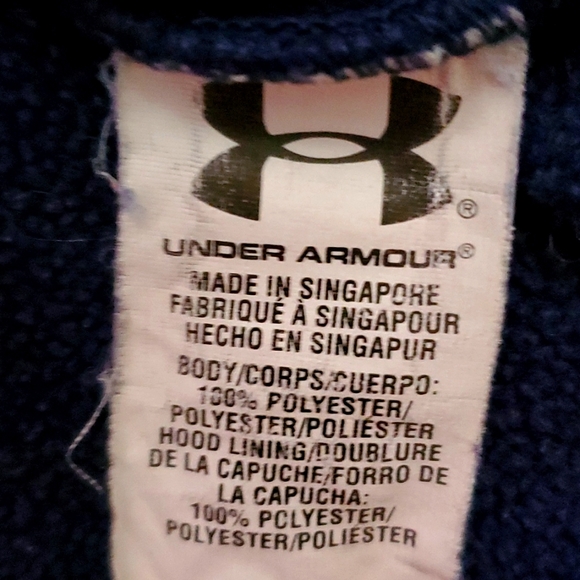 ®
UNDER ARMOUR®
MADE IN SINGAPORE
FABRIQUÉ À SINGAPOUR
HECHO EN SINGAPUR
BODY/CORPS/CUERPO:
100% POLYESTER/
POLYESTER/POLIÉSTER
HOOD LINING/DOUBLURE
DE LA CAPUCHE/FORRO DE
LA CAPUCHA:
100% POLYESTER/
POLYESTER/POLIÉSTER